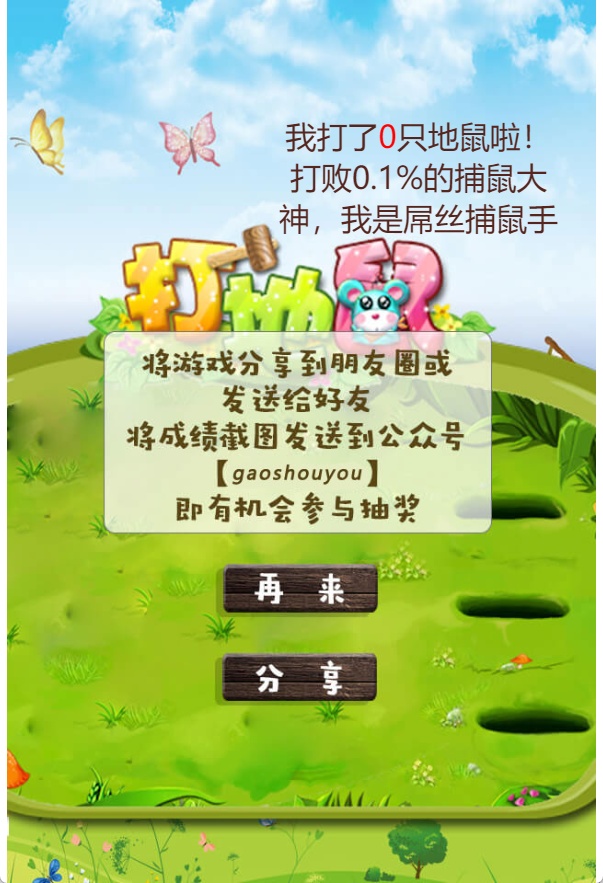 我打了0只地鼠啦！
打败0.1%的捕鼠大
神，我是屌丝捕鼠手
打地鼠
将游戏分享到朋友圈或
发送给好友
将成绩截图发送到公众号
【gaoshouyou】
即有机会参与抽奖
再 来
分 享